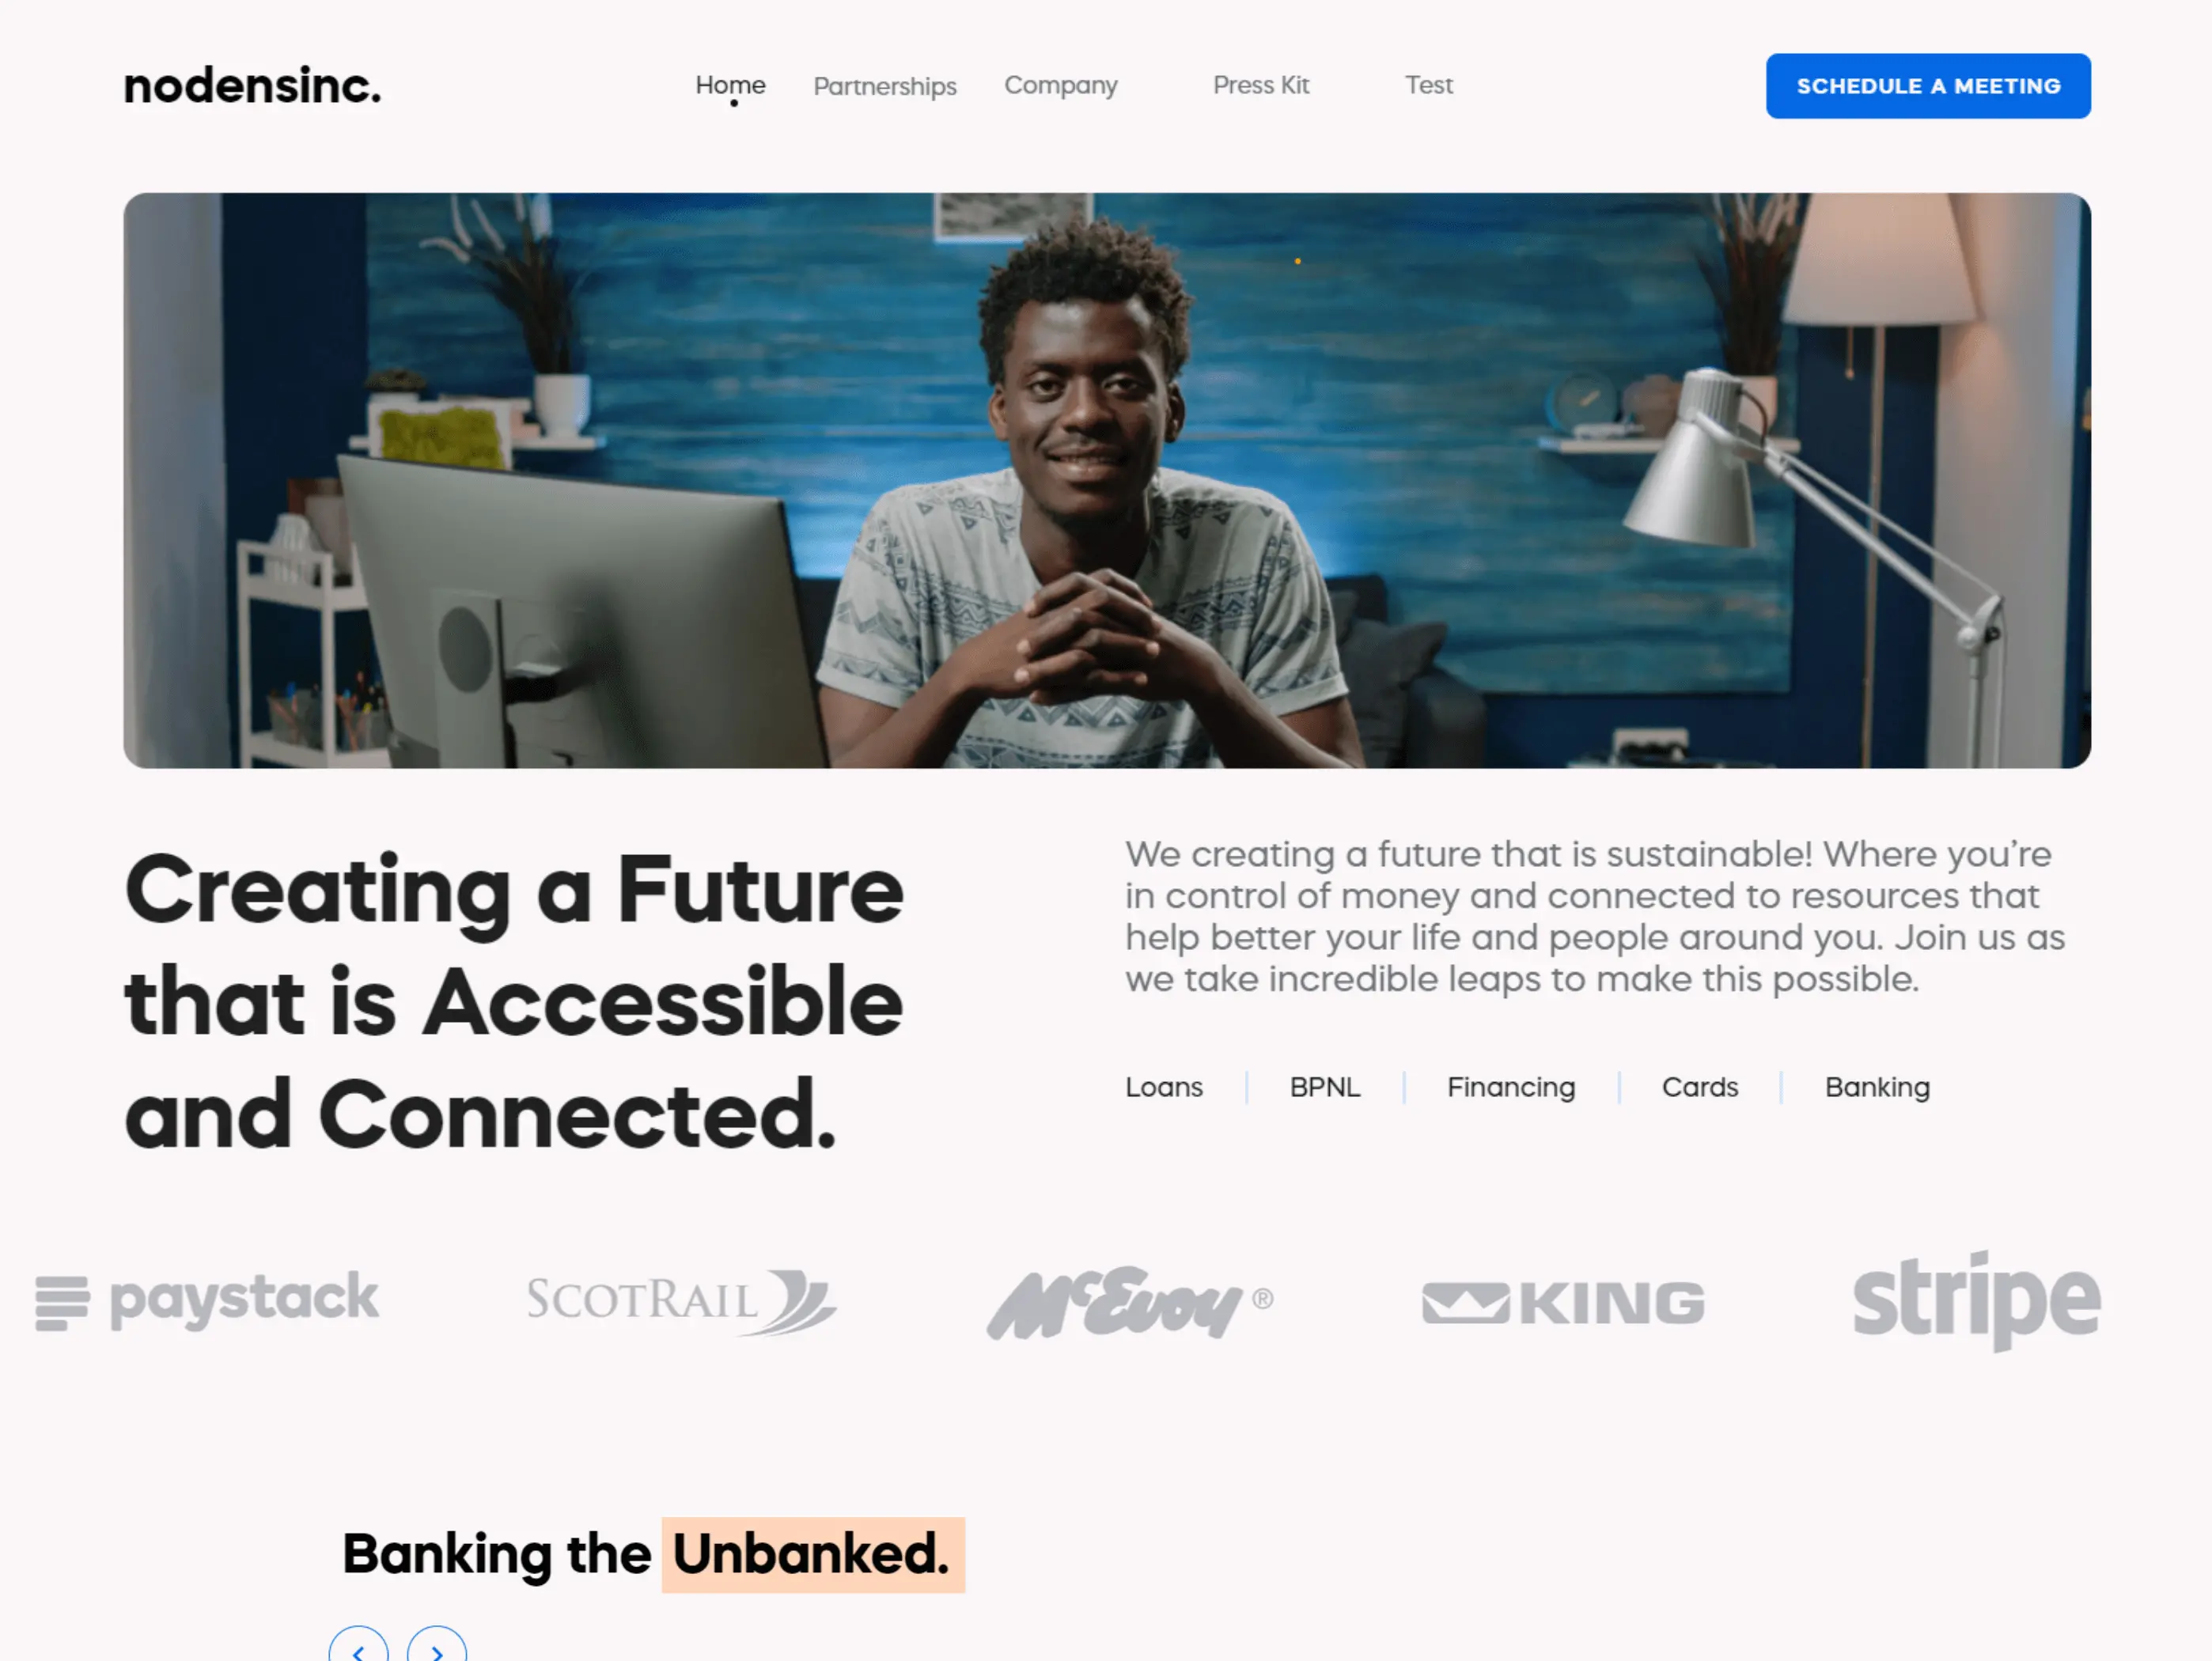 nodensinc.
Home
Partnerships
Company
Press Kit
Test
SCHEDULE A MEETING
Creating a Future
that is Accessible
and Connected.
We creating a future that is sustainable! Where you’re
in control of money and connected to resources that
help better your life and people around you. Join us as
we take incredible leaps to make this possible.
Loans
BPNL
Financing
Cards
Banking
paystack
SCOTRAIL
McEvoy ®
KING
stripe
Banking the Unbanked.